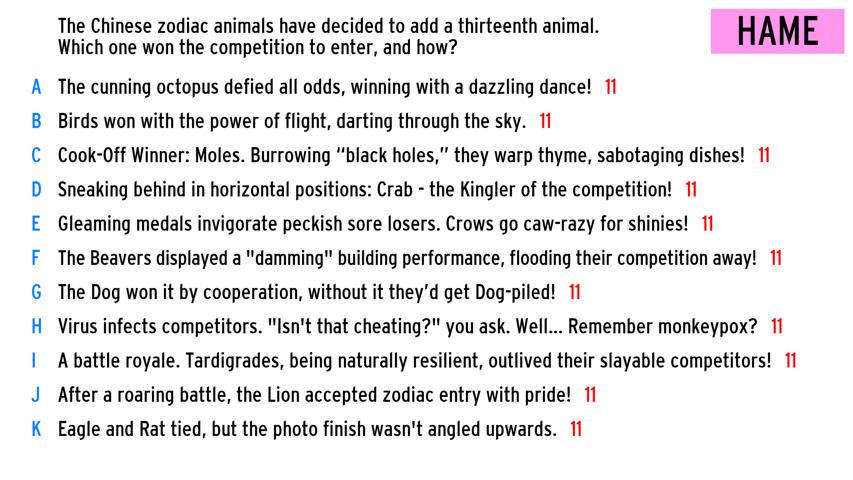 The Chinese zodiac animals have decided to add a thirteenth animal.
Which one won the competition to enter, and how?
HAME
A The cunning octopus defied all odds, winning with a dazzling dance! 11
B Birds won with the power of flight, darting through the sky. 11
C Cook-Off Winner: Moles. Burrowing “black holes,” they warp thyme, sabotaging dishes! 11
D Sneaking behind in horizontal positions: Crab - the Kingler of the competition! 11
E Gleaming medals invigorate peckish sore losers. Crows go caw-razy for shinies! 11
F The Beavers displayed a "damming" building performance, flooding their competition away! 11
G The Dog won it by cooperation, without it they’d get Dog-piled! 11
H Virus infects competitors. "Isn't that cheating?" you ask. Well... Remember monkeypox? 11
I A battle royale. Tardigrades, being naturally resilient, outlived their slayable competitors! 11
J After a roaring battle, the Lion accepted zodiac entry with pride! 11
K Eagle and Rat tied, but the photo finish wasn't angled upwards. 11